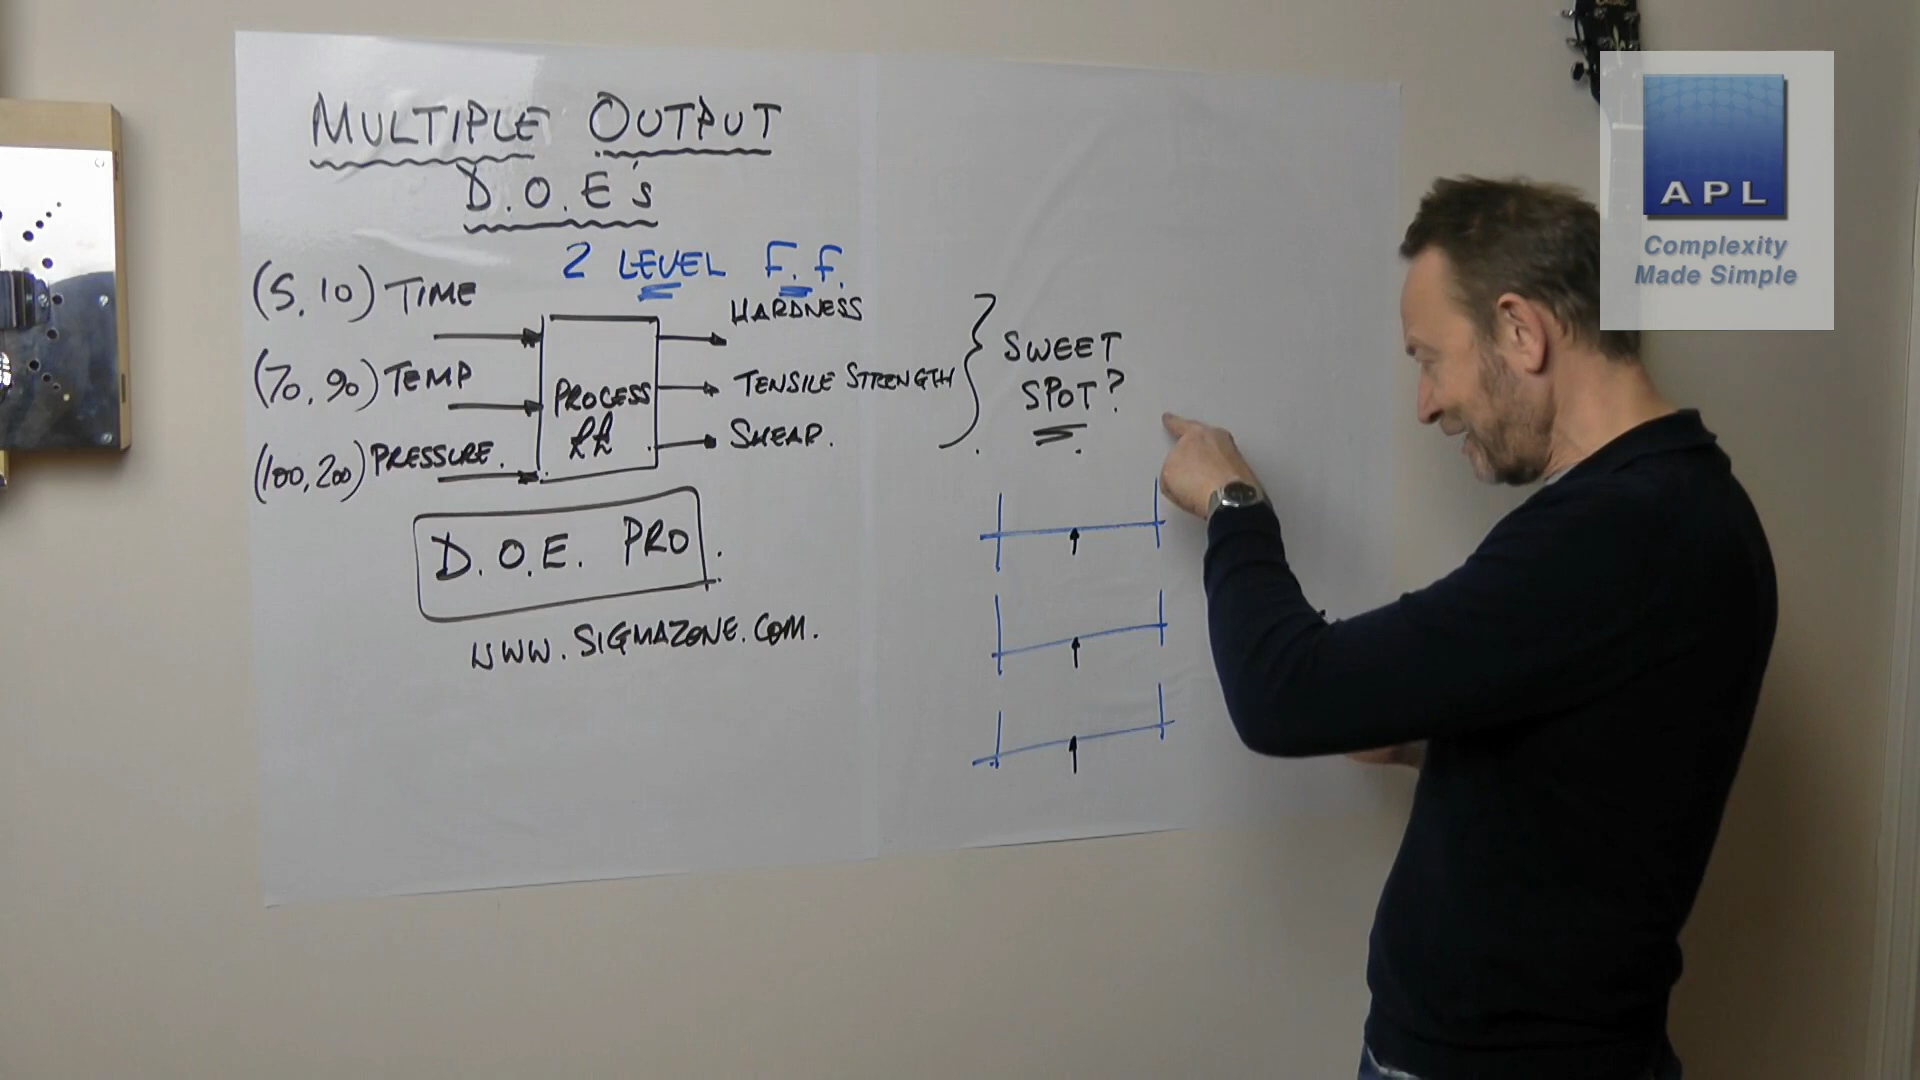 MULTIPLE OUTPUT
D.O.E's
2 LEVEL F.F.
(5, 10) TIME
HARDNESS
(70, 90) TEMP
PROCESS
TENSILE STRENGTH
SWEET
SPOT?
(100, 200) PRESSURE.
££
SHEAR.
D.O.E. PRO.
WWW.SIGMAZONE.COM.
APL
Complexity
Made Simple